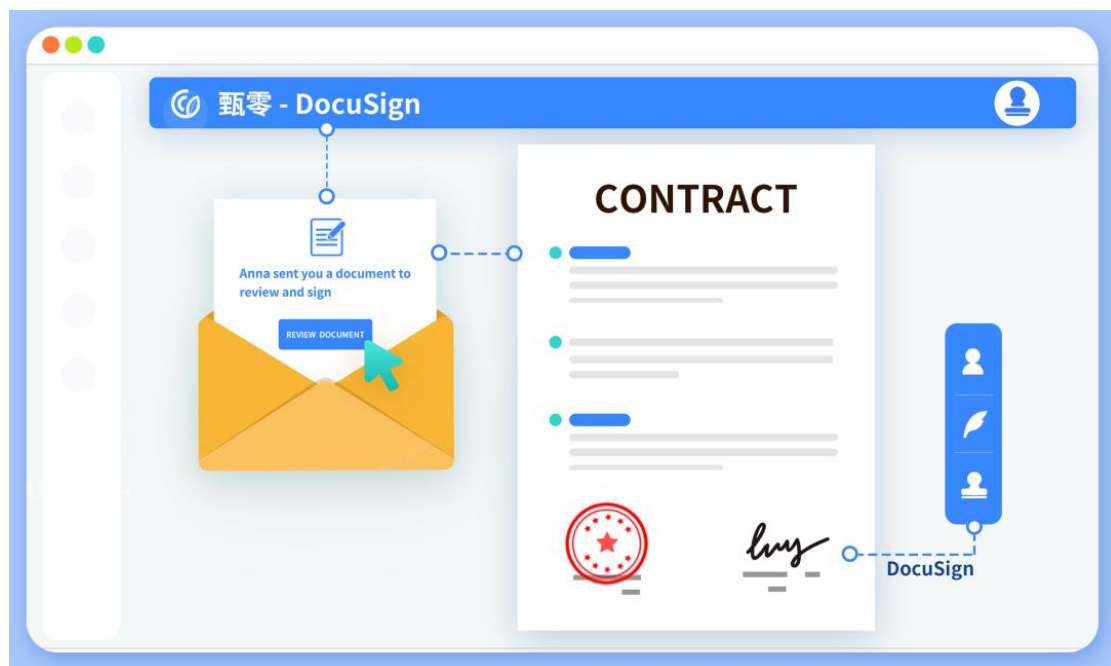 甄零 - DocuSign
Anna sent you a document to
review and sign
REVIEW DOCUMENT
CONTRACT
DocuSign